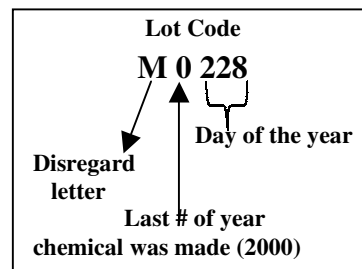 Lot Code
M 0 228
Day of the year
Disregard
letter
Last # of year
chemical was made (2000)